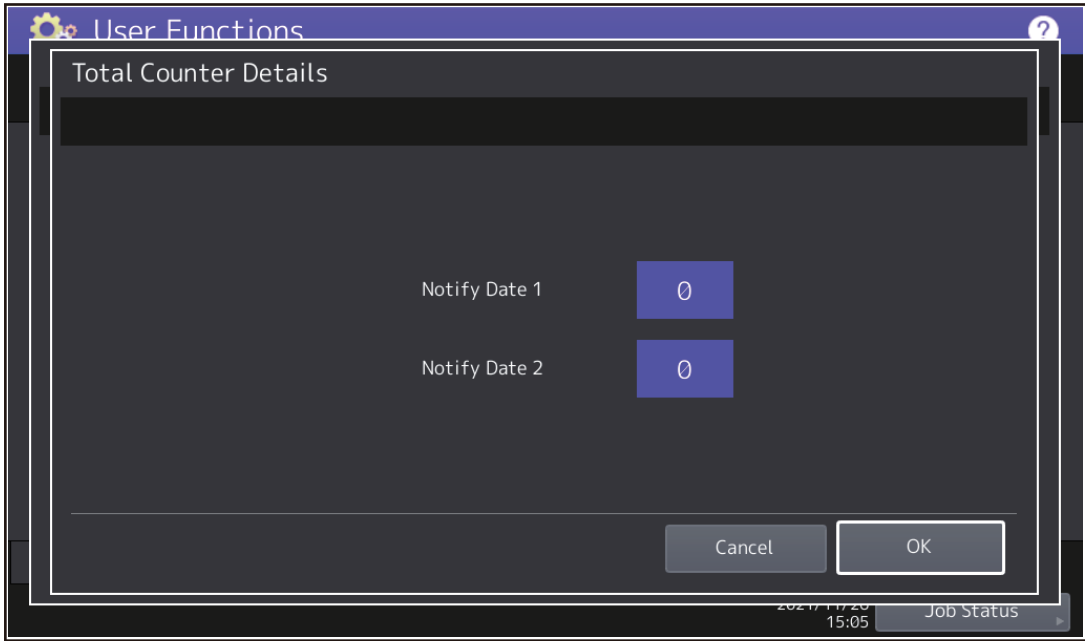 User Functions
?
Total Counter Details
Notify Date 1
0
Notify Date 2
0
Cancel
OK
15:05
Job Status